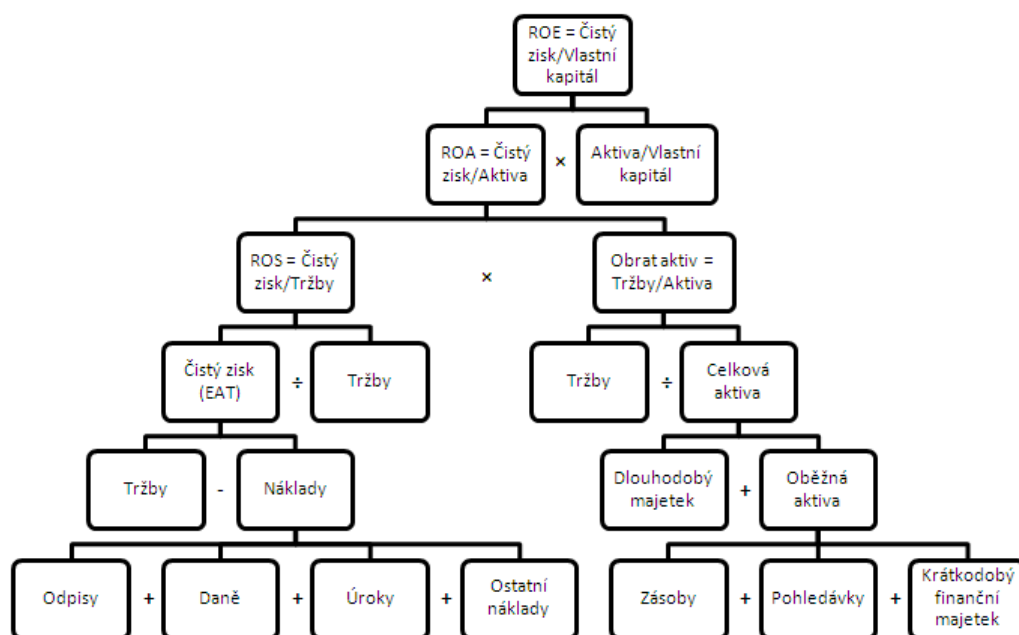 ROE = Čistý
zisk/Vlastní
kapitál
ROA = Čistý
zisk/Aktiva
×
Aktiva/Vlastní
kapitál
ROS = Čistý
zisk/Tržby
×
Obrat aktiv =
Tržby/Aktiva
Čistý zisk
(EAT)
÷
Tržby
Tržby
÷
Celková
aktiva
Tržby
-
Náklady
Dlouhodobý
majetek
+
Oběžná
aktiva
Odpisy
+
Daně
+
Úroky
+
Ostatní
náklady
Zásoby
+
Pohledávky
+
Krátkodobý
finanční
majetek